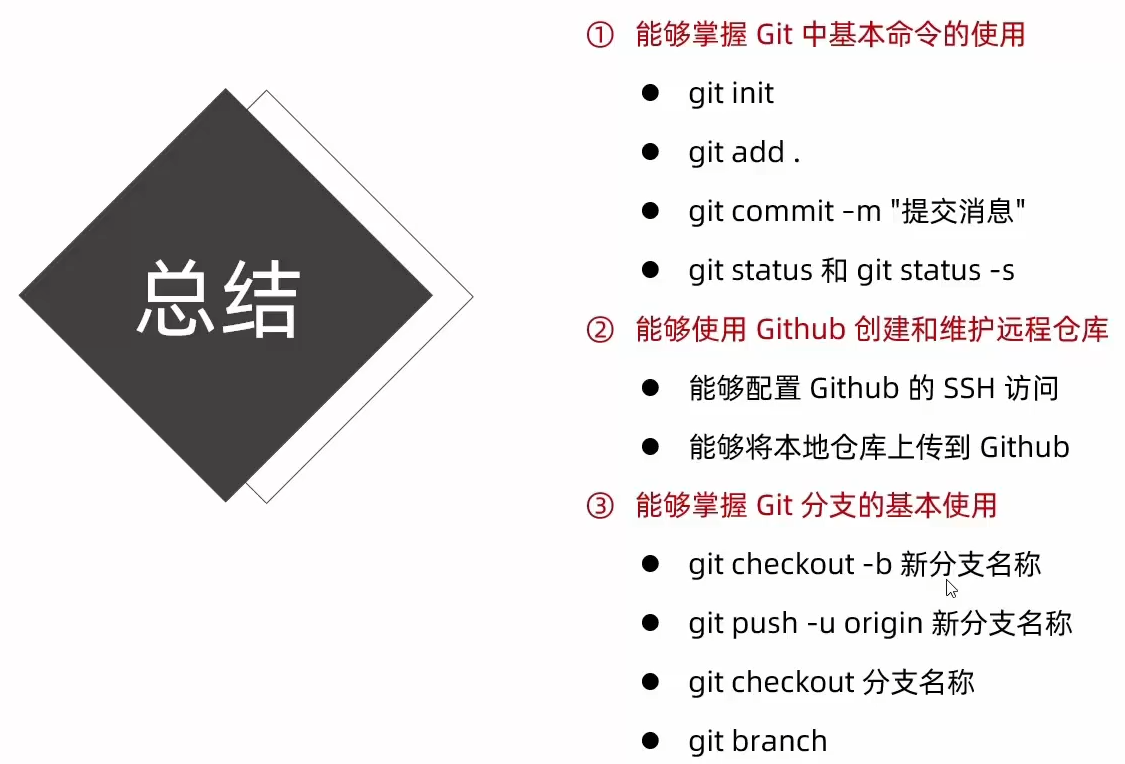 总结
① 能够掌握 Git 中基本命令的使用
● git init
● git add .
● git commit –m "提交消息"
● git status 和 git status -s
② 能够使用 Github 创建和维护远程仓库
● 能够配置 Github 的 SSH 访问
● 能够将本地仓库上传到 Github
③ 能够掌握 Git 分支的基本使用
● git checkout -b 新分支名称
● git push -u origin 新分支名称
● git checkout 分支名称
● git branch